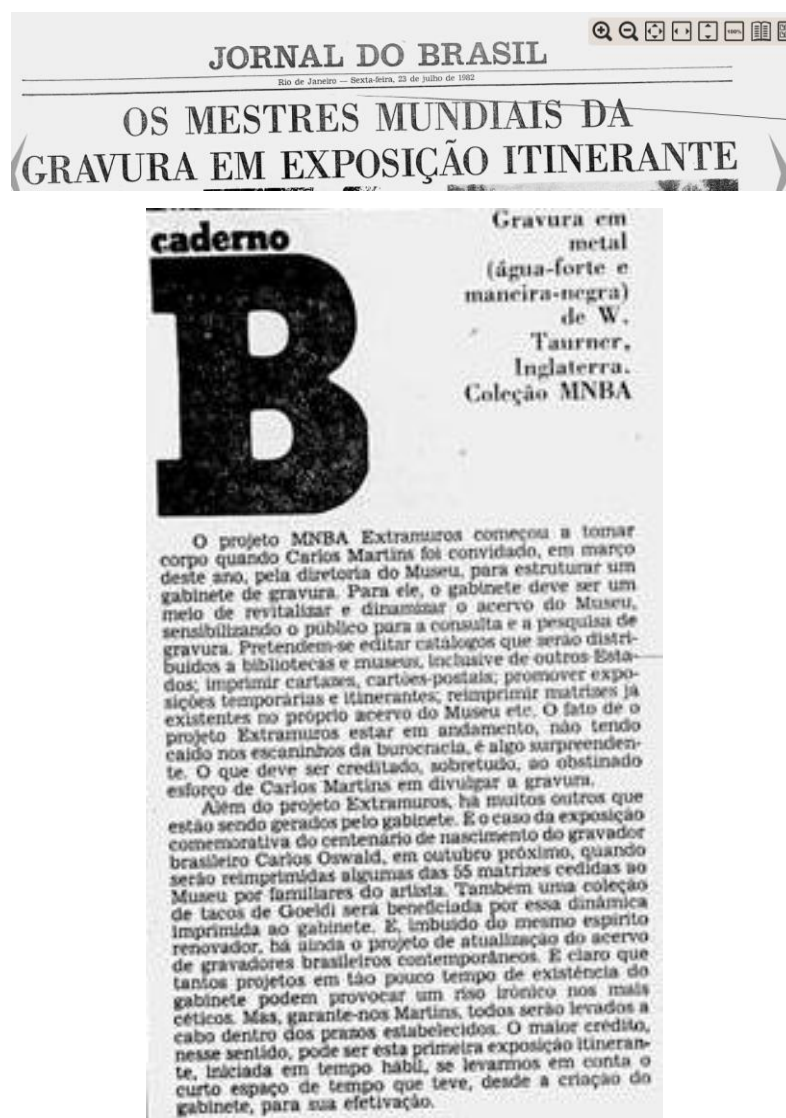 JORNAL DO BRASIL
Rio de Janeiro — Sexta-feira, 23 de julho de 1982
OS MESTRES MUNDIAIS DA
GRAVURA EM EXPOSIÇÃO ITINERANTE
caderno
B
Gravura em
metal
(água-forte e
maneira-negra)
de W.
Taurner,
Inglaterra.
Coleção MNBA
O projeto MNBA Extramuros começou a tomar
corpo quando Carlos Martins foi convidado, em março
deste ano, pela diretoria do Museu, para estruturar um
gabinete de gravura. Para ele, o gabinete deve ser um
meio de revitalizar e dinamizar o acervo do Museu,
sensibilizando o público para a consulta e a pesquisa de
gravura. Pretendem-se editar catálogos que serão distri-
buídos a bibliotecas e museus, inclusive de outros Esta-
dos; imprimir cartazes, cartões-postais; promover expo-
sições temporárias e itinerantes; reimprimir matrizes já
existentes no próprio acervo do Museu etc. O fato de o
projeto Extramuros estar em andamento, não tendo
caído nos escaninhos da burocracia, é algo surpreenden-
te. O que deve ser creditado, sobretudo, ao obstinado
esforço de Carlos Martins em divulgar a gravura.
Além do projeto Extramuros, há muitos outros que
estão sendo gerados pelo gabinete. É o caso da exposição
comemorativa do centenário de nascimento do gravador
brasileiro Carlos Oswald, em outubro próximo, quando
serão reimprimidas algumas das 55 matrizes cedidas ao
Museu por familiares do artista. Também uma coleção
de tacos de Goeldi será beneficiada por essa dinâmica
imprimida ao gabinete. E, imbuído do mesmo espírito
renovador, há ainda o projeto de atualização do acervo
de gravadores brasileiros contemporâneos. É claro que
tantos projetos em tão pouco tempo de existência do
gabinete podem provocar um riso irônico nos mais
céticos. Mas, garante-nos Martins, todos serão levados a
cabo dentro dos prazos estabelecidos. O maior crédito,
nesse sentido, pode ser esta primeira exposição itineran-
te, iniciada em tempo hábil, se levarmos em conta o
curto espaço de tempo que teve, desde a criação do
gabinete, para sua efetivação.